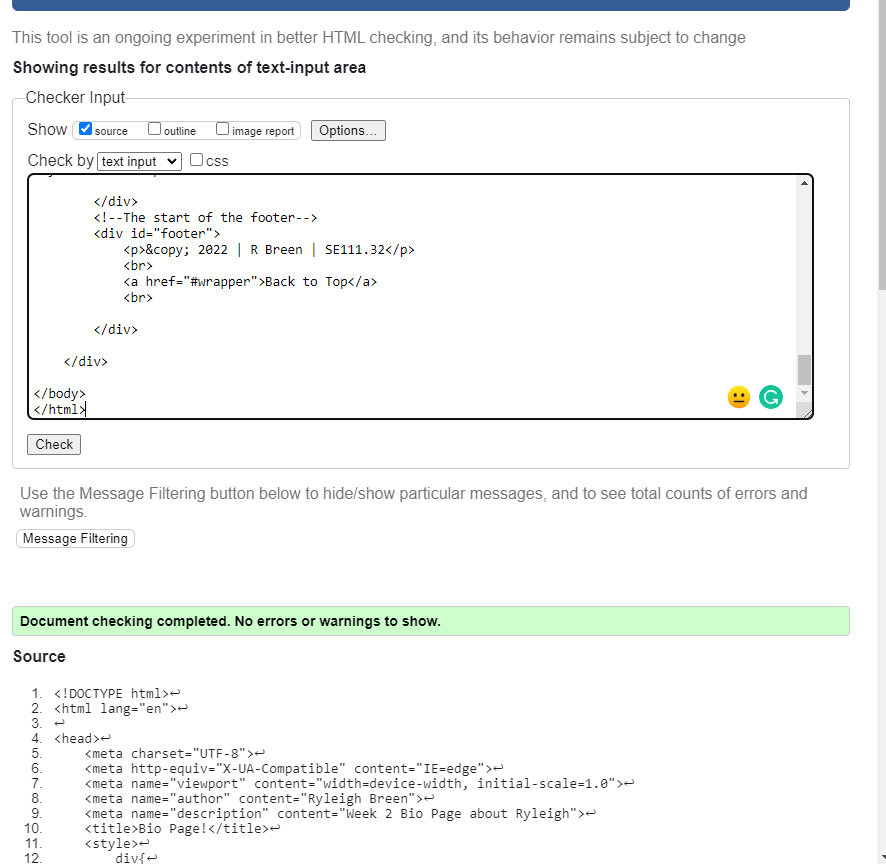 This tool is an ongoing experiment in better HTML checking, and its behavior remains subject to change
Showing results for contents of text-input area
Checker Input
Show source outline image report Options...
Check by text input css
</div>
<!--The start of the footer-->
<div id="footer">
<p>&copy; 2022 | R Breen | SE111.32</p>
<br>
<a href="#wrapper">Back to Top</a>
<br>
</div>
</div>
</body>
</html>
Check
Use the Message Filtering button below to hide/show particular messages, and to see total counts of errors and
warnings.
Message Filtering
Document checking completed. No errors or warnings to show.
Source
1. <!DOCTYPE html>↩
2. <html lang="en">↩
3. ↩
4. <head>↩
5. <meta charset="UTF-8">↩
6. <meta http-equiv="X-UA-Compatible" content="IE=edge">↩
7. <meta name="viewport" content="width=device-width, initial-scale=1.0">↩
8. <meta name="author" content="Ryleigh Breen">↩
9. <meta name="description" content="Week 2 Bio Page about Ryleigh">↩
10. <title>Bio Page!</title>↩
11. <style>↩
12. div{↩